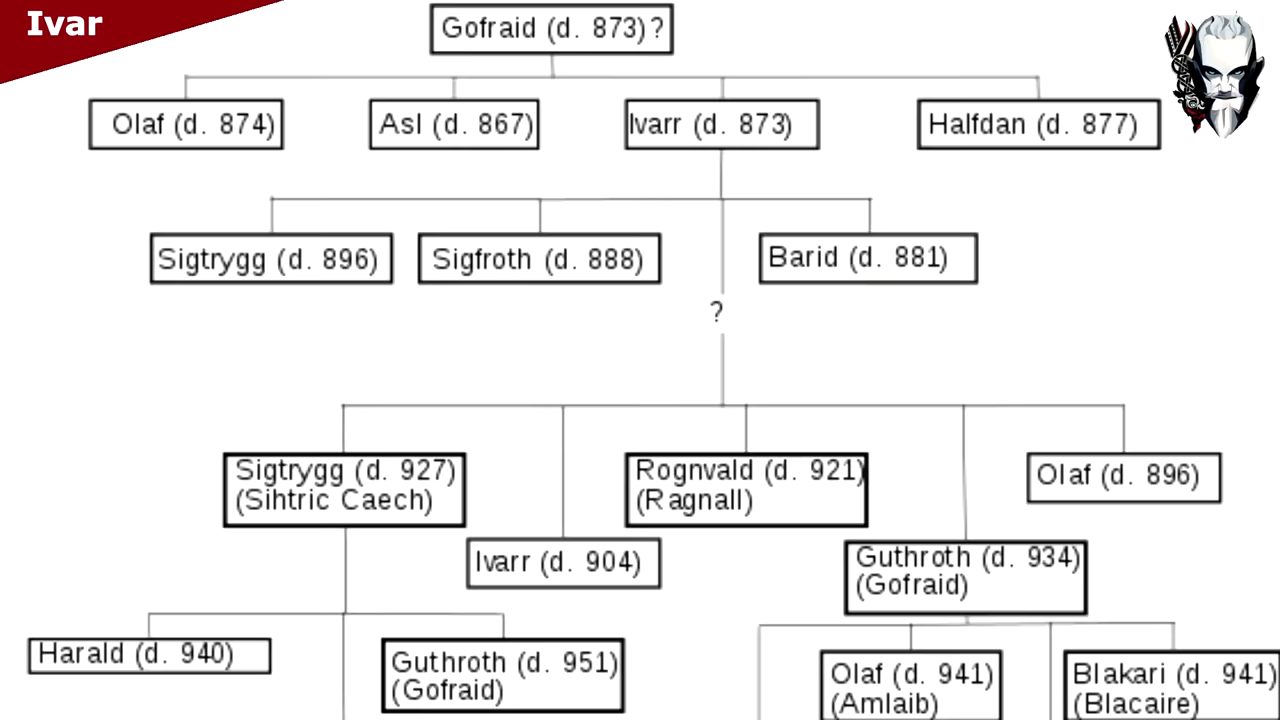 Ivar
Gofraid (d. 873)?
Olaf (d. 874)
Asl (d. 867)
Ivarr (d. 873)
Halfdan (d. 877)
Sigtrygg (d. 896)
Sigfroth (d. 888)
Barid (d. 881)
?
Sigtrygg (d. 927)
(Sihtric Caech)
Ivarr (d. 904)
Rognvald (d. 921)
(Ragnall)
Guthroth (d. 934)
(Gofraid)
Olaf (d. 896)
Harald (d. 940)
Guthroth (d. 951)
(Gofraid)
Olaf (d. 941)
(Amlaib)
Blakari (d. 941)
(Blacaire)